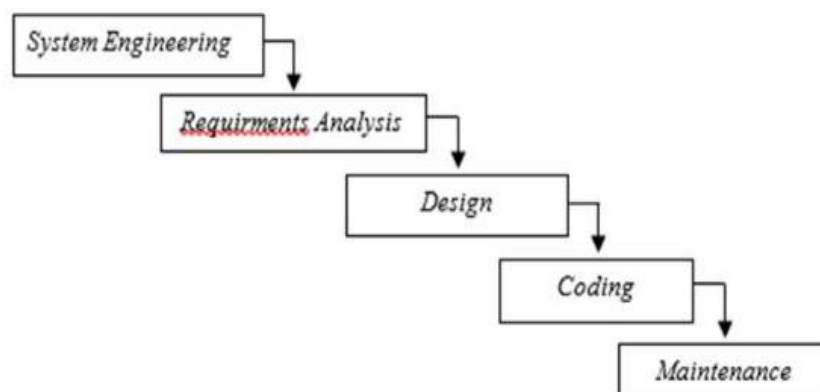 System Engineering
Requirments Analysis
Design
Coding
Maintenance